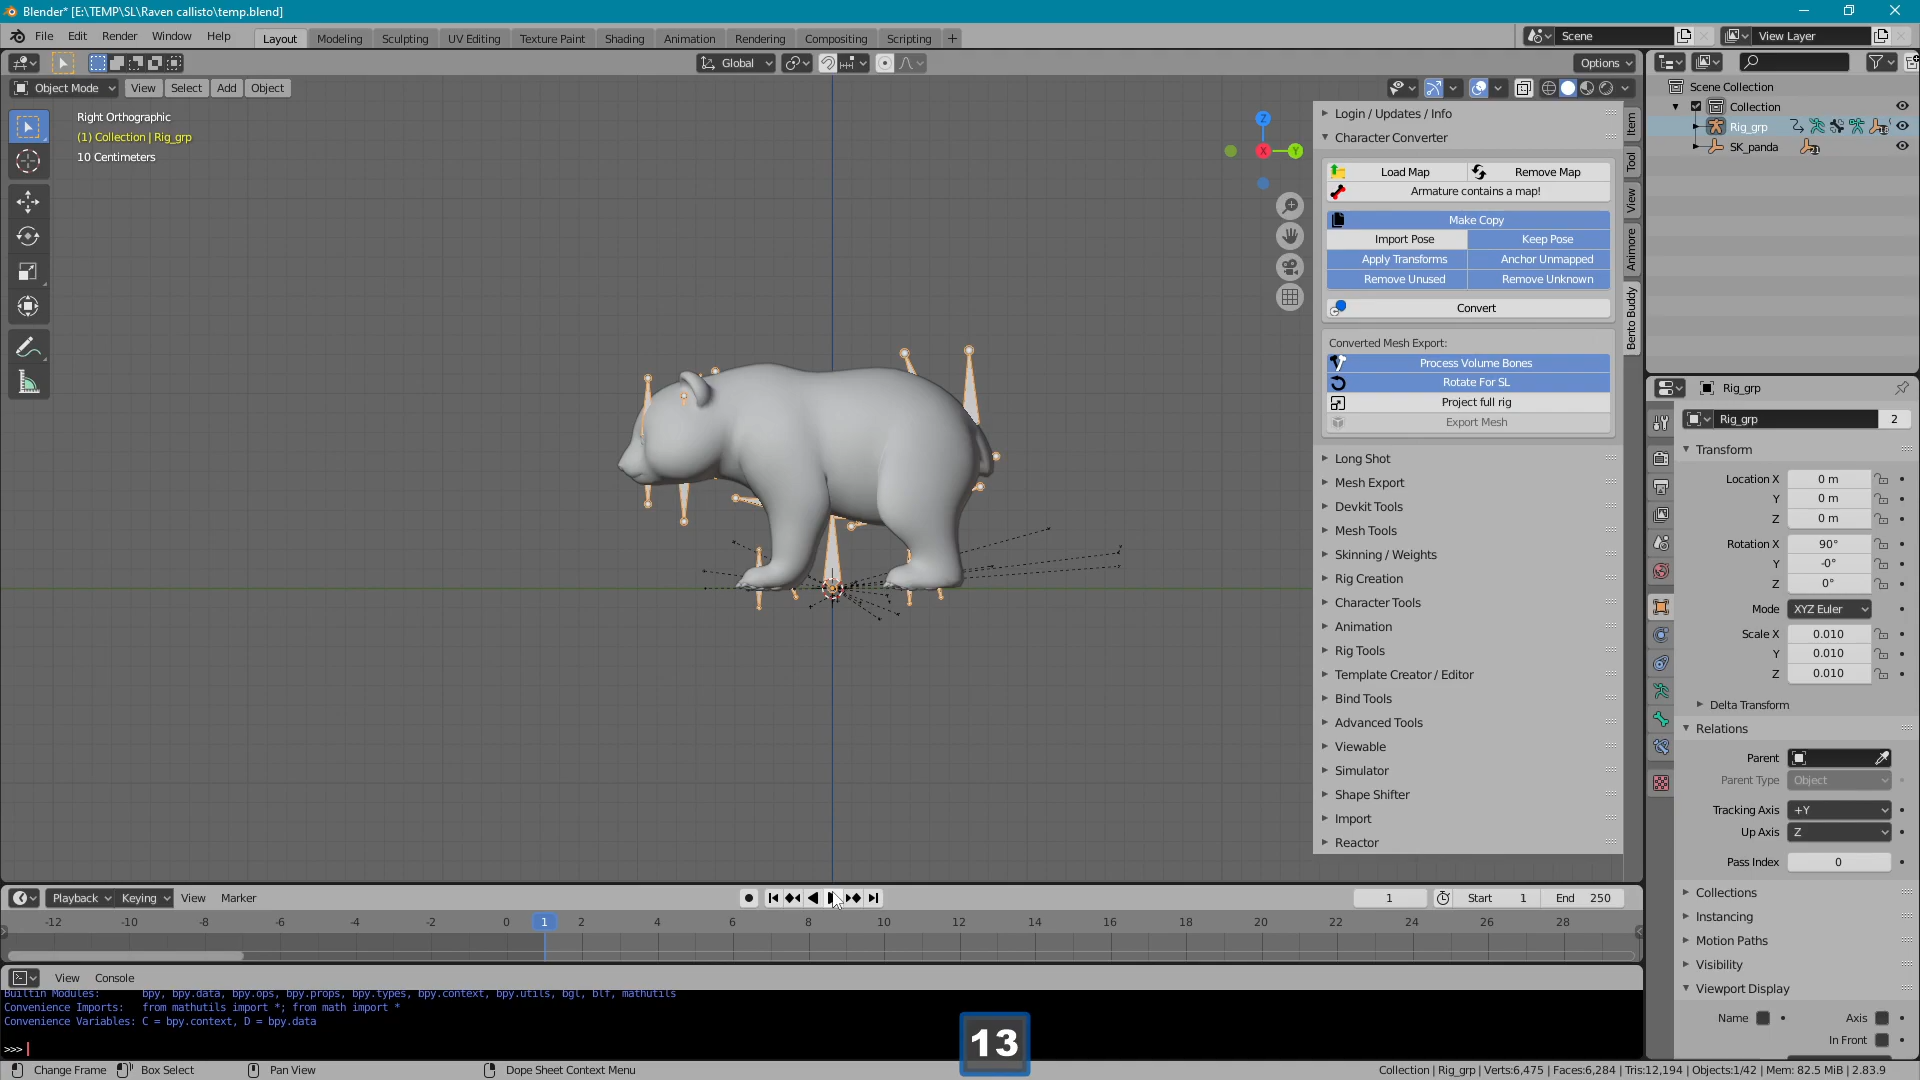 Blender* [E:\TEMP\SL\Raven callisto\temp.blend]
File Edit Render Window Help Layout Modeling Sculpting UV Editing Texture Paint Shading Animation Rendering Compositing Scripting + Scene View Layer
Global Options
Object Mode View Select Add Object
Right Orthographic
(1) Collection | Rig_grp
10 Centimeters
Z
X
Y
Login / Updates / Info
Character Converter
Load Map Remove Map
Armature contains a map!
Make Copy
Import Pose Keep Pose
Apply Transforms Anchor Unmapped
Remove Unused Remove Unknown
Convert
Converted Mesh Export:
Process Volume Bones
Rotate For SL
Project full rig
Export Mesh
Long Shot
Mesh Export
Devkit Tools
Mesh Tools
Skinning / Weights
Rig Creation
Character Tools
Animation
Rig Tools
Template Creator / Editor
Bind Tools
Advanced Tools
Viewable
Simulator
Shape Shifter
Import
Reactor
Item
Tool
View
Animore
Bento Buddy
Scene Collection
Collection
Rig_grp
SK_panda 21
Rig_grp
Rig_grp 2
Transform
Location X 0 m
Y 0 m
Z 0 m
Rotation X 90°
Y -0°
Z 0°
Mode XYZ Euler
Scale X 0.010
Y 0.010
Z 0.010
Delta Transform
Relations
Parent
Parent Type Object
Tracking Axis +Y
Up Axis Z
Pass Index 0
Collections
Instancing
Motion Paths
Visibility
Viewport Display
Name Axis
In Front
Playback Keying View Marker 1 Start 1 End 250
-12 -10 -8 -6 -4 -2 0 1 2 4 6 8 10 12 14 16 18 20 22 24 26 28
View Console
Builtin Modules: bpy, bpy.data, bpy.ops, bpy.props, bpy.types, bpy.context, bpy.utils, bgl, blf, mathutils
Convenience Imports: from mathutils import *; from math import *
Convenience Variables: C = bpy.context, D = bpy.data
>>>
13
Change Frame Box Select Pan View Dope Sheet Context Menu Collection | Rig_grp | Verts:6,475 | Faces:6,284 | Tris:12,194 | Objects:1/42 | Mem: 82.5 MiB | 2.83.9